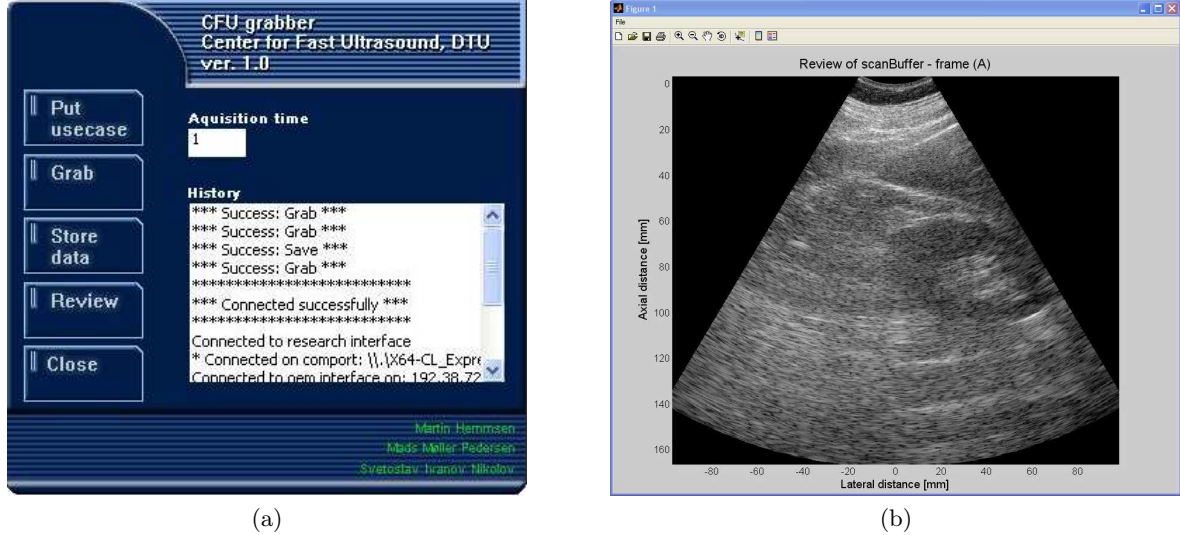 CFU grabber
Center for Fast Ultrasound, DTU
ver. 1.0
Put
usecase
Grab
Store
data
Review
Close
Aquisition time
1
History
*** Success: Grab ***
*** Success: Grab ***
*** Success: Save ***
*** Success: Grab ***
***************************
*** Connected successfully ***
***************************
Connected to research interface
* Connected on comport: \\.\X64-CL_Expre
Connected to oem interface on: 192.38.72
Martin Hemmsen
Mads Møller Pedersen
Svetoslav Ivanov Nikolov
(a)
Figure 1
File
Review of scanBuffer - frame (A)
Axial distance [mm]
0
20
40
60
80
100
120
140
160
-80 -60 -40 -20 0 20 40 60 80
Lateral distance [mm]
(b)